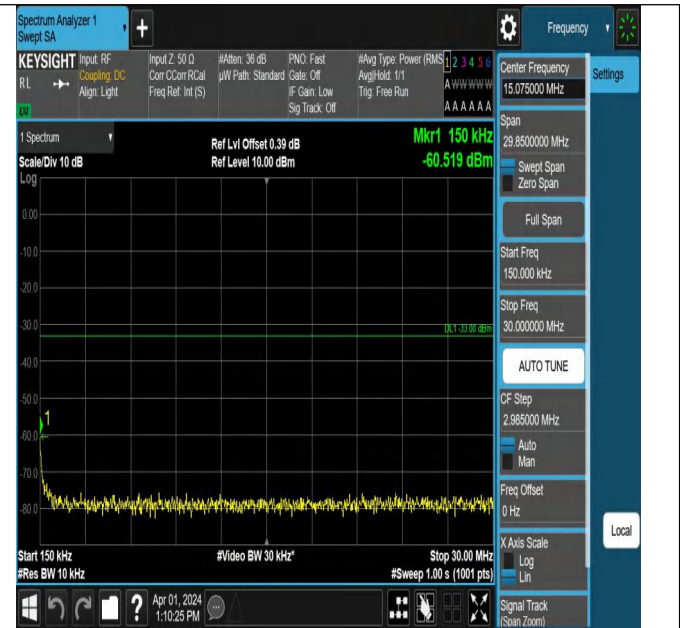 Spectrum Analyzer 1
Swept SA
+
Frequency
KEYSIGHT
RL
Input: RF
Coupling: DC
Align: Light
Input Z: 50 Ω
Corr CCorr RCal
Freq Ref: Int (S)
#Atten: 36 dB
µW Path: Standard
PNO: Fast
Gate: Off
IF Gain: Low
Sig Track: Off
#Avg Type: Power (RMS
Avg|Hold: 1/1
Trig: Free Run
1 2 3 4 5 6
A W W W W W
A A A A A A
1 Spectrum
Scale/Div 10 dB
Log
Ref Lvl Offset 0.39 dB
Ref Level 10.00 dBm
Mkr1 150 kHz
-60.519 dBm
0.00
-10.0
-20.0
-30.0
-40.0
-50.0
-60.0
-70.0
-80.0
DL1 -33.00 dBm
1
Start 150 kHz
#Res BW 10 kHz
#Video BW 30 kHz*
Stop 30.00 MHz
#Sweep 1.00 s (1001 pts)
Center Frequency
15.075000 MHz
Settings
Span
29.8500000 MHz
Swept Span
Zero Span
Full Span
Start Freq
150.000 kHz
Stop Freq
30.000000 MHz
AUTO TUNE
CF Step
2.985000 MHz
Auto
Man
Freq Offset
0 Hz
X Axis Scale
Log
Lin
Local
Signal Track
(Span Zoom)
?
Apr 01, 2024
1:10:25 PM